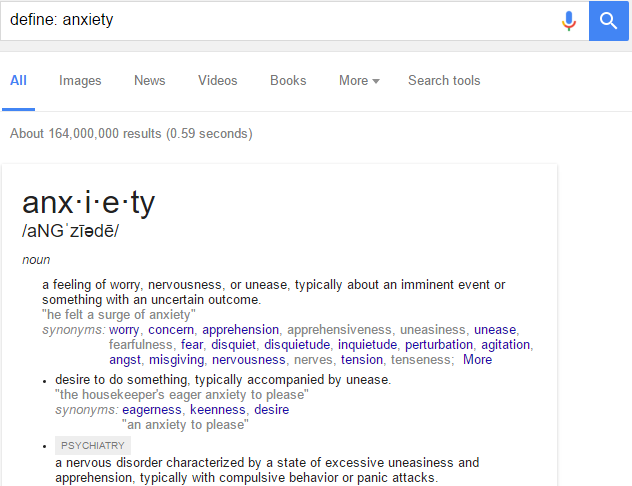 define: anxiety
All Images News Videos Books More Search tools
About 164,000,000 results (0.59 seconds)
anx·i·e·ty
/aNGˈzīədē/
noun
a feeling of worry, nervousness, or unease, typically about an imminent event or
something with an uncertain outcome.
"he felt a surge of anxiety"
synonyms: worry, concern, apprehension, apprehensiveness, uneasiness, unease,
fearfulness, fear, disquiet, disquietude, inquietude, perturbation, agitation,
angst, misgiving, nervousness, nerves, tension, tenseness; More
• desire to do something, typically accompanied by unease.
"the housekeeper's eager anxiety to please"
synonyms: eagerness, keenness, desire
"an anxiety to please"
• PSYCHIATRY
a nervous disorder characterized by a state of excessive uneasiness and
apprehension, typically with compulsive behavior or panic attacks.